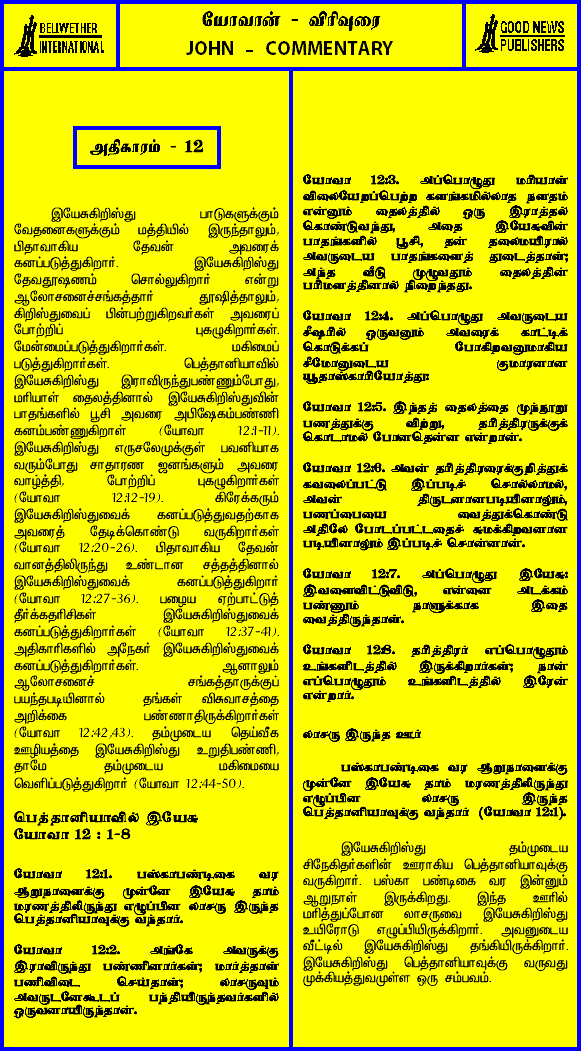 BELWETHER
INTERNATIONAL
யோவான் - விரிவுரை
JOHN - COMMENTARY
GOOD NEWS
PUBLISHERS
அதிகாரம் - 12
இயேசுகிறிஸ்து பாடுகளுக்கும்
வேதனைகளுக்கும் மத்தியில் இருந்தாலும்,
பிதாவாகிய தேவன் அவரைக்
கனப்படுத்துகிறார். இயேசுகிறிஸ்து
தேவதூஷணம் சொல்லுகிறார் என்று
ஆலோசனைச்சங்கத்தார் தூஷித்தாலும்,
கிறிஸ்துவைப் பின்பற்றுகிறவர்கள் அவரைப்
போற்றிப் புகழுகிறார்கள்.
மேன்மைப்படுத்துகிறார்கள். மகிமைப்
படுத்துகிறார்கள். பெத்தானியாவில்
இயேசுகிறிஸ்து இராவிருந்துபண்ணும்போது,
மரியாள் தைலத்தினால் இயேசுகிறிஸ்துவின்
பாதங்களில் பூசி அவரை அபிஷேகம்பண்ணி
கனம்பண்ணுகிறாள் (யோவா 12:1-11).
இயேசுகிறிஸ்து எருசலேமுக்குள் பவனியாக
வரும்போது சாதாரண ஜனங்களும் அவரை
வாழ்த்தி, போற்றிப் புகழுகிறார்கள்
(யோவா 12:12-19). கிரேக்கரும்
இயேசுகிறிஸ்துவைக் கனப்படுத்துவதற்காக
அவரைத் தேடிக்கொண்டு வருகிறார்கள்
(யோவா 12:20-26). பிதாவாகிய தேவன்
வானத்திலிருந்து உண்டான சத்தத்தினால்
இயேசுகிறிஸ்துவைக் கனப்படுத்துகிறார்
(யோவா 12:27-36). பழைய ஏற்பாட்டுத்
தீர்க்கதரிசிகள் இயேசுகிறிஸ்துவைக்
கனப்படுத்துகிறார்கள் (யோவா 12:37-41).
அதிகாரிகளில் அநேகர் இயேசுகிறிஸ்துவைக்
கனப்படுத்துகிறார்கள். ஆனாலும்
ஆலோசனைச் சங்கத்தாருக்குப்
பயந்தபடியினால் தங்கள் விசுவாசத்தை
அறிக்கை பண்ணாதிருக்கிறார்கள்
(யோவா 12:42,43). தம்முடைய தெய்வீக
ஊழியத்தை இயேசுகிறிஸ்து உறுதிபண்ணி,
தாமே தம்முடைய மகிமையை
வெளிப்படுத்துகிறார் (யோவா 12:44-50).
பெத்தானியாவில் இயேசு
யோவா 12 : 1-8
யோவா 12:1. பஸ்காபண்டிகை வர
ஆறுநாளைக்கு முன்னே இயேசு தாம்
மரணத்திலிருந்து எழுப்பின லாசரு இருந்த
பெத்தானியாவுக்கு வந்தார்.
யோவா 12:2. அங்கே அவருக்கு
இராவிருந்து பண்ணினார்கள்; மார்த்தாள்
பணிவிடை செய்தாள்; லாசருவும்
அவருடனேகூடப் பந்தியிருந்தவர்களில்
ஒருவனாயிருந்தான்.
யோவா 12:3. அப்பொழுது மரியாள்
விலையேறப்பெற்ற களங்கமில்லாத நளதம்
என்னும் தைலத்தில் ஒரு இராத்தல்
கொண்டுவந்து, அதை இயேசுவின்
பாதங்களில் பூசி, தன் தலைமயிரால்
அவருடைய பாதங்களைத் துடைத்தாள்;
அந்த வீடு முழுவதும் தைலத்தின்
பரிமளத்தினால் நிறைந்தது.
யோவா 12:4. அப்பொழுது அவருடைய
சீஷரில் ஒருவனும் அவரைக் காட்டிக்
கொடுக்கப் போகிறவனுமாகிய
சீமோனுடைய குமாரனான
யூதாஸ்காரியோத்து:
யோவா 12:5. இந்தத் தைலத்தை முந்நூறு
பணத்துக்கு விற்று, தரித்திரருக்குக்
கொடாமல் போனதென்ன என்றான்.
யோவா 12:6. அவன் தரித்திரரைக்குறித்துக்
கவலைப்பட்டு இப்படிச் சொல்லாமல்,
அவன் திருடனானபடியினாலும்,
பணப்பையை வைத்துக்கொண்டு
அதிலே போடப்பட்டதைச் சுமக்கிறவனான
படியினாலும் இப்படிச் சொன்னான்.
யோவா 12:7. அப்பொழுது இயேசு:
இவளைவிட்டுவிடு, என்னை அடக்கம்
பண்ணும் நாளுக்காக இதை
வைத்திருந்தாள்.
யோவா 12:8. தரித்திரர் எப்பொழுதும்
உங்களிடத்தில் இருக்கிறார்கள்; நான்
எப்பொழுதும் உங்களிடத்தில் இரேன்
என்றார்.
லாசரு இருந்த ஊர்
பஸ்காபண்டிகை வர ஆறுநாளைக்கு
முன்னே இயேசு தாம் மரணத்திலிருந்து
எழுப்பின லாசரு இருந்த
பெத்தானியாவுக்கு வந்தார் (யோவா 12:1).
இயேசுகிறிஸ்து தம்முடைய
சிநேகிதர்களின் ஊராகிய பெத்தானியாவுக்கு
வருகிறார். பஸ்கா பண்டிகை வர இன்னும்
ஆறுநாள் இருக்கிறது. இந்த ஊரில்
மரித்துப்போன லாசருவை இயேசுகிறிஸ்து
உயிரோடு எழுப்பியிருக்கிறார். அவனுடைய
வீட்டில் இயேசுகிறிஸ்து தங்கியிருக்கிறார்.
இயேசுகிறிஸ்து பெத்தானியாவுக்கு வருவது
முக்கியத்துவமுள்ள ஒரு சம்பவம்.